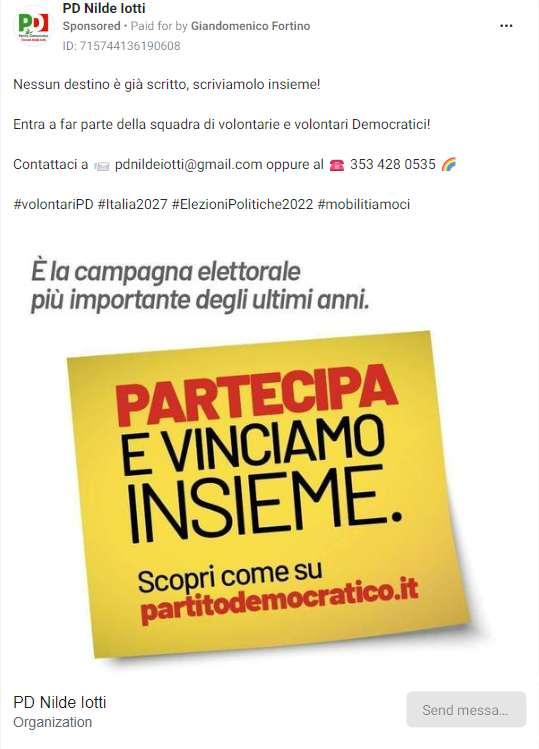 PD Nilde Iotti
Sponsored • Paid for by Giandomenico Fortino
ID: 715744136190608
Nessun destino è già scritto, scriviamolo insieme!
Entra a far parte della squadra di volontarie e volontari Democratici!
Contattaci a 📨 pdnildeiotti@gmail.com oppure al ☎️ 353 428 0535 🌈
#volontariPD #Italia2027 #ElezioniPolitiche2022 #mobilitiamoci
È la campagna elettorale
più importante degli ultimi anni.
PARTECIPA
E VINCIAMO
INSIEME.
Scopri come su
partitodemocratico.it
PD Nilde Iotti
Organization
Send messa...